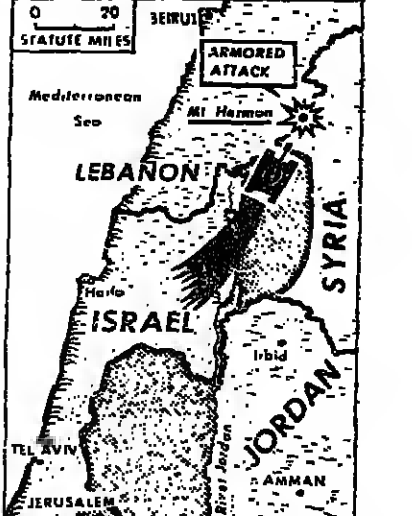 0 20
STATUTE MILES
BEIRUT
ARMORED
ATTACK
Mediterranean
Sea
Mt Harmon
LEBANON
SYRIA
Haifa
ISRAEL
Irbid
JORDAN
River Jordan
TEL AVIV
AMMAN
JERUSALEM